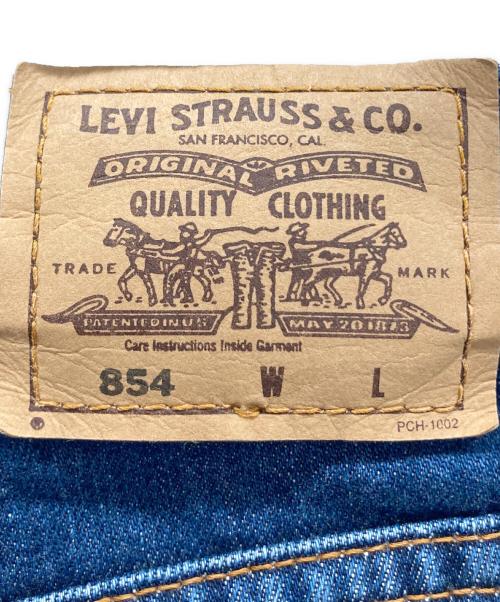 LEVI STRAUSS & CO.
SAN FRANCISCO, CAL.
ORIGINAL RIVETED
QUALITY CLOTHING
TRADE MARK
PATENTED IN U.S. MAY 20 1873
Care Instructions Inside Garment
854 W L
PCH-1002